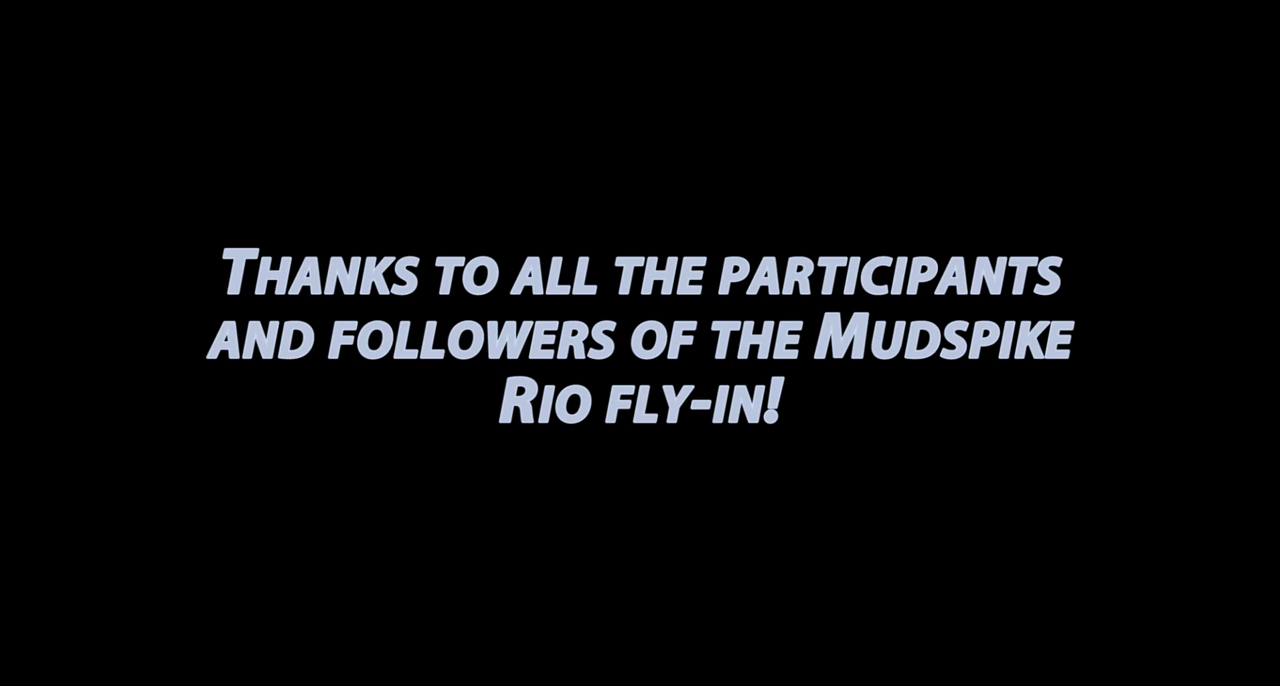 Thanks to all the participants
and followers of the Mudspike
Rio fly-in!